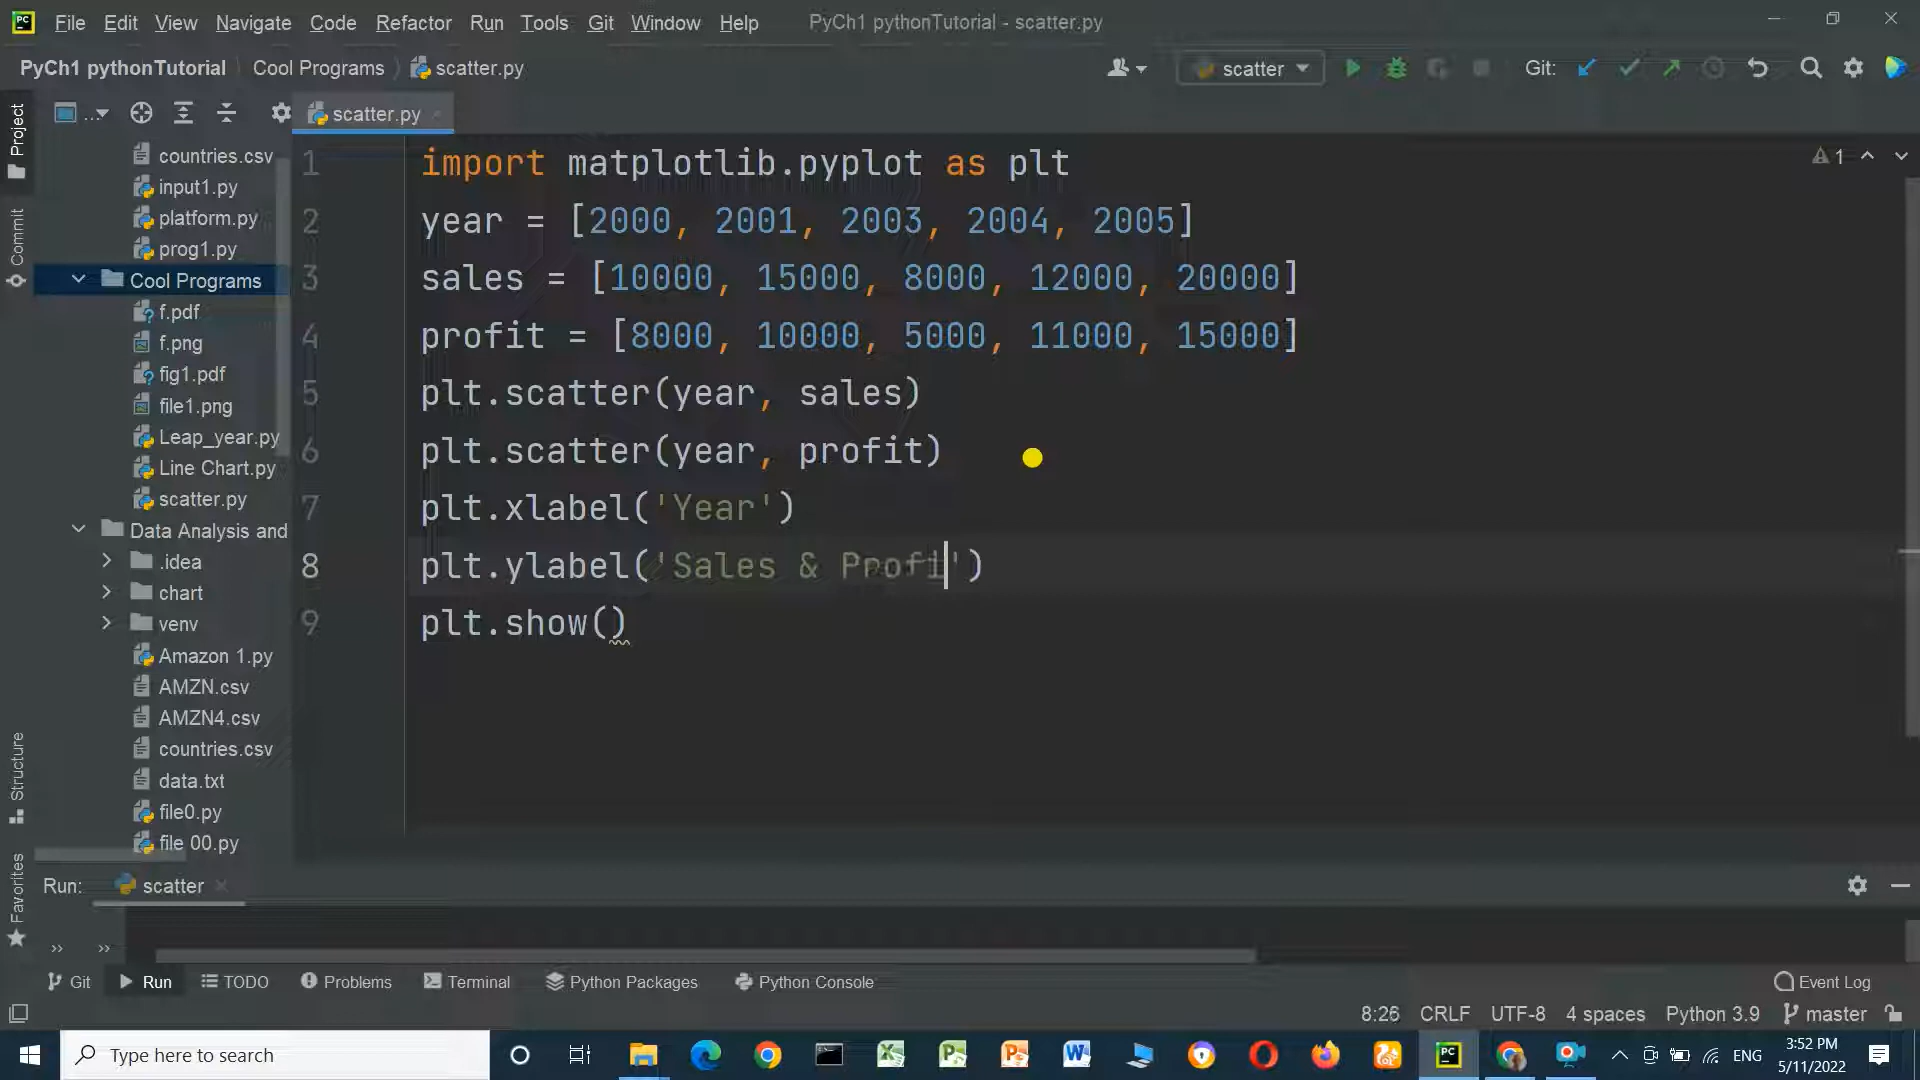 File Edit View Navigate Code Refactor Run Tools Git Window Help PyCh1 pythonTutorial - scatter.py
PyCh1 pythonTutorial Cool Programs scatter.py scatter Git:
Project
Commit
Structure
Favorites
... scatter.py
countries.csv
input1.py
platform.py
prog1.py
Cool Programs
f.pdf
f.png
fig1.pdf
file1.png
Leap_year.py
Line Chart.py
scatter.py
Data Analysis and
.idea
chart
venv
Amazon 1.py
AMZN.csv
AMZN4.csv
countries.csv
data.txt
file0.py
file 00.py
1 import matplotlib.pyplot as plt
2 year = [2000, 2001, 2003, 2004, 2005]
3 sales = [10000, 15000, 8000, 12000, 20000]
4 profit = [8000, 10000, 5000, 11000, 15000]
5 plt.scatter(year, sales)
6 plt.scatter(year, profit)
7 plt.xlabel('Year')
8 plt.ylabel('Sales & Profi')
9 plt.show()
1
Run: scatter
Git Run TODO Problems Terminal Python Packages Python Console Event Log
8:26 CRLF UTF-8 4 spaces Python 3.9 master
Type here to search
ENG
3:52 PM
5/11/2022